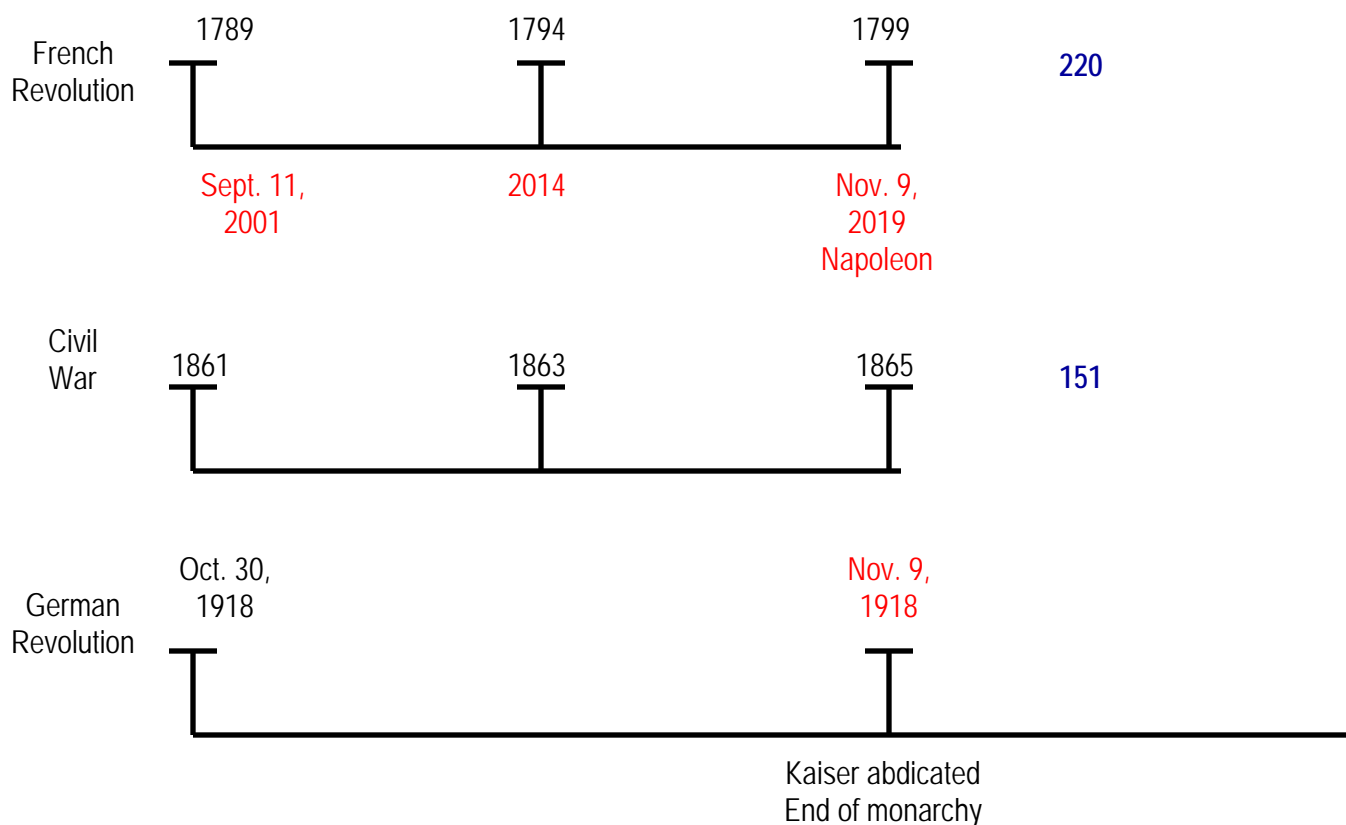 French
Revolution
1789
1794
1799
220
Sept. 11,
2001
2014
Nov. 9,
2019
Napoleon
Civil
War
1861
1863
1865
151
German
Revolution
Oct. 30,
1918
Nov. 9,
1918
Kaiser abdicated
End of monarchy